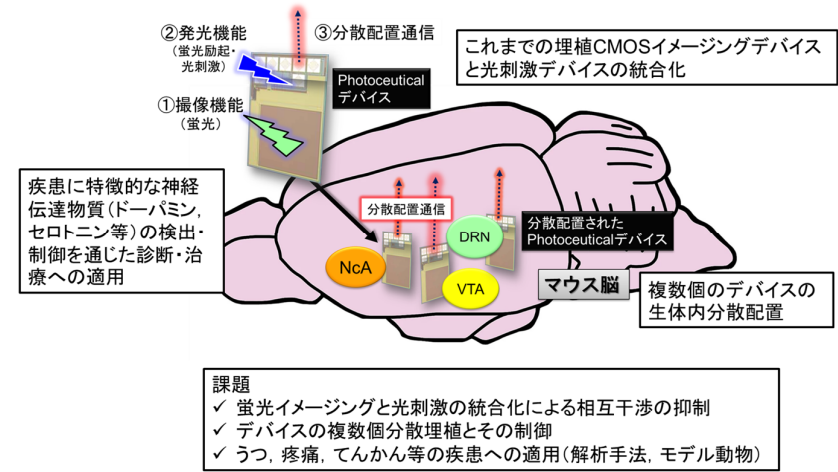 ②発光機能
(蛍光励起・
光刺激)
③分散配置通信
Photoceutical
デバイス
①撮像機能
(蛍光)
これまでの埋植CMOSイメージングデバイス
と光刺激デバイスの統合化
疾患に特徴的な神経
伝達物質(ドーパミン,
セロトニン等)の検出・
制御を通じた診断・治
療への適用
分散配置通信
分散配置された
Photoceuticalデバイス
DRN
NcA
VTA
マウス脳
複数個のデバイスの
生体内分散配置
課題
✓ 蛍光イメージングと光刺激の統合化による相互干渉の抑制
✓ デバイスの複数個分散埋植とその制御
✓ うつ, 疼痛, てんかん等の疾患への適用(解析手法, モデル動物)